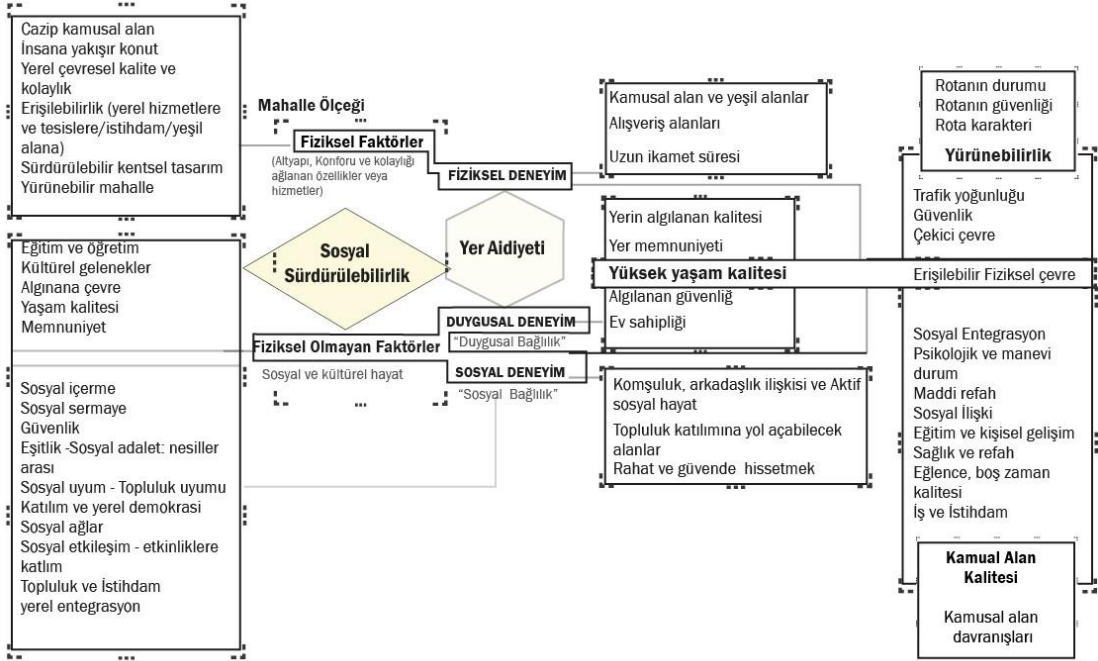 Cazip kamusal alan
İnsana yakışır konut
Yerel çevresel kalite ve
kolaylık
Erişilebilirlik (yerel hizmetlere
ve tesislere/istihdam/yeşil
alana)
Sürdürülebilir kentsel tasarım
Yürünebilir mahalle
Eğitim ve öğretim
Kültürel gelenekler
Algınana çevre
Yaşam kalitesi
Memnuniyet
Sosyal içerme
Sosyal sermaye
Güvenlik
Eşitlik -Sosyal adalet: nesiller
arası
Sosyal uyum - Topluluk uyumu
Katılım ve yerel demokrasi
Sosyal ağlar
Sosyal etkileşim - etkinliklere
katlım
Topluluk ve İstihdam
yerel entegrasyon
Mahalle Ölçeği
Fiziksel Faktörler
(Altyapı, Konforu ve kolaylığı
ağlanan özellikler veya
hizmetler)
FİZİKSEL DENEYİM
Sosyal
Sürdürülebilirlik
Yer Aidiyeti
DUYGUSAL DENEYİM
"Duygusal Bağlılık"
Fiziksel Olmayan Faktörler
Sosyal ve kültürel hayat
SOSYAL DENEYİM
"Sosyal Bağlılık"
Kamusal alan ve yeşil alanlar
Alışveriş alanları
Uzun ikamet süresi
Yerin algılanan kalitesi
Yer memnuniyeti
Yüksek yaşam kalitesi
Algılanan güvenliğ
Ev sahipliği
Komşuluk, arkadaşlık ilişkisi ve Aktif
sosyal hayat
Topluluk katılımına yol açabilecek
alanlar
Rahat ve güvende hissetmek
Rotanın durumu
Rotanın güvenliği
Rota karakteri
Yürünebilirlik
Trafik yoğunluğu
Güvenlik
Çekici çevre
Erişilebilir Fiziksel çevre
Sosyal Entegrasyon
Psikolojik ve manevi
durum
Maddi refah
Sosyal İlişki
Eğitim ve kişisel gelişim
Sağlık ve refah
Eğlence, boş zaman
kalitesi
İş ve İstihdam
Kamual Alan
Kalitesi
Kamusal alan
davranışları